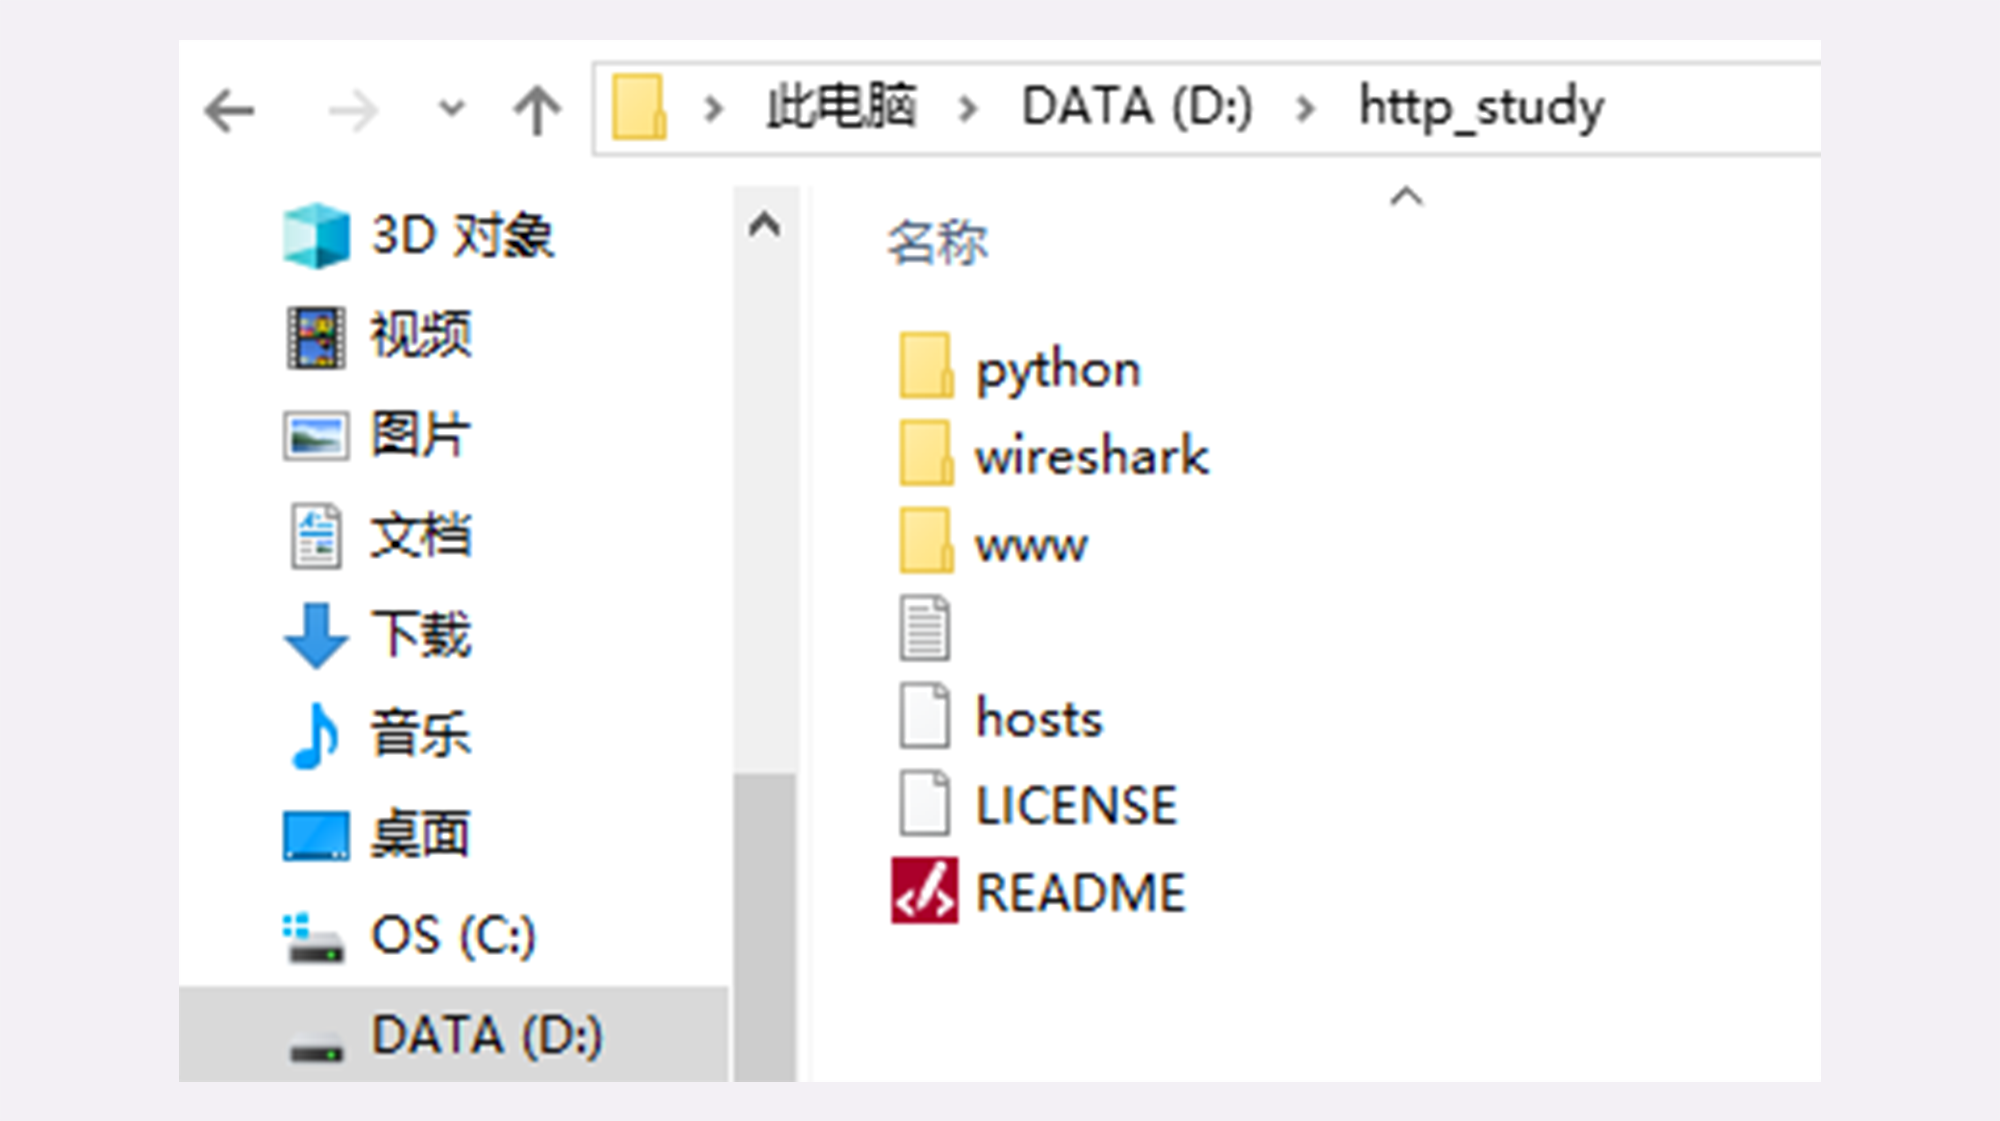 此电脑 > DATA (D:) > http_study
3D 对象
视频
图片
文档
下载
音乐
桌面
OS (C:)
DATA (D:)
名称
python
wireshark
www
hosts
LICENSE
README